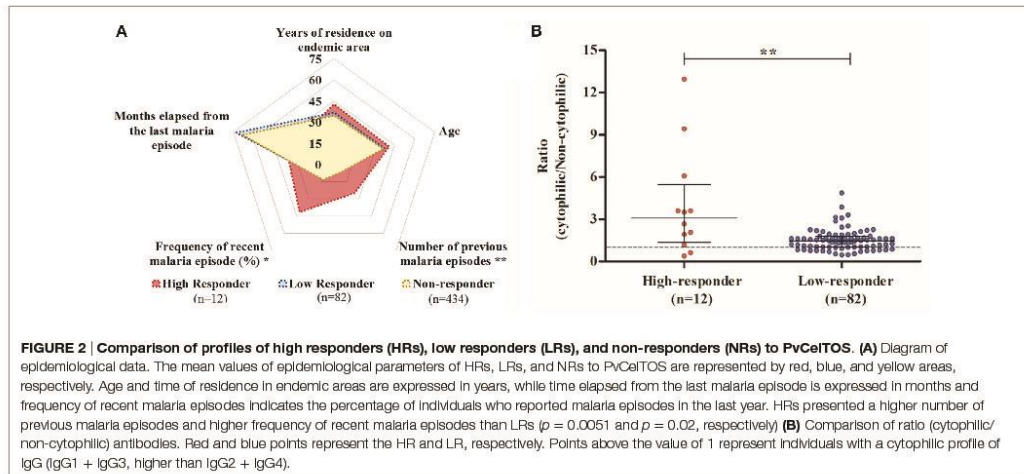 A
Years of residence on
endemic area
75
60
45
30
15
0
Months elapsed from
the last malaria
episode
Age
Frequency of recent
malaria episode (%) *
Number of previous
malaria episodes **
High Responder
(n=12)
Low Responder
(n=82)
Non-responder
(n=434)
B
**
Ratio
(cytophilic/Non-cytophilic)
15
12
9
6
3
0
High-responder
(n=12)
Low-responder
(n=82)
FIGURE 2 | Comparison of profiles of high responders (HRs), low responders (LRs), and non-responders (NRs) to PvCelTOS. (A) Diagram of
epidemiological data. The mean values of epidemiological parameters of HRs, LRs, and NRs to PvCelTOS are represented by red, blue, and yellow areas,
respectively. Age and time of residence in endemic areas are expressed in years, while time elapsed from the last malaria episode is expressed in months and
frequency of recent malaria episodes indicates the percentage of individuals who reported malaria episodes in the last year. HRs presented a higher number of
previous malaria episodes and higher frequency of recent malaria episodes than LRs (p = 0.0051 and p = 0.02, respectively) (B) Comparison of ratio (cytophilic/
non-cytophilic) antibodies. Red and blue points represent the HR and LR, respectively. Points above the value of 1 represent individuals with a cytophilic profile of
IgG (IgG1 + IgG3, higher than IgG2 + IgG4).